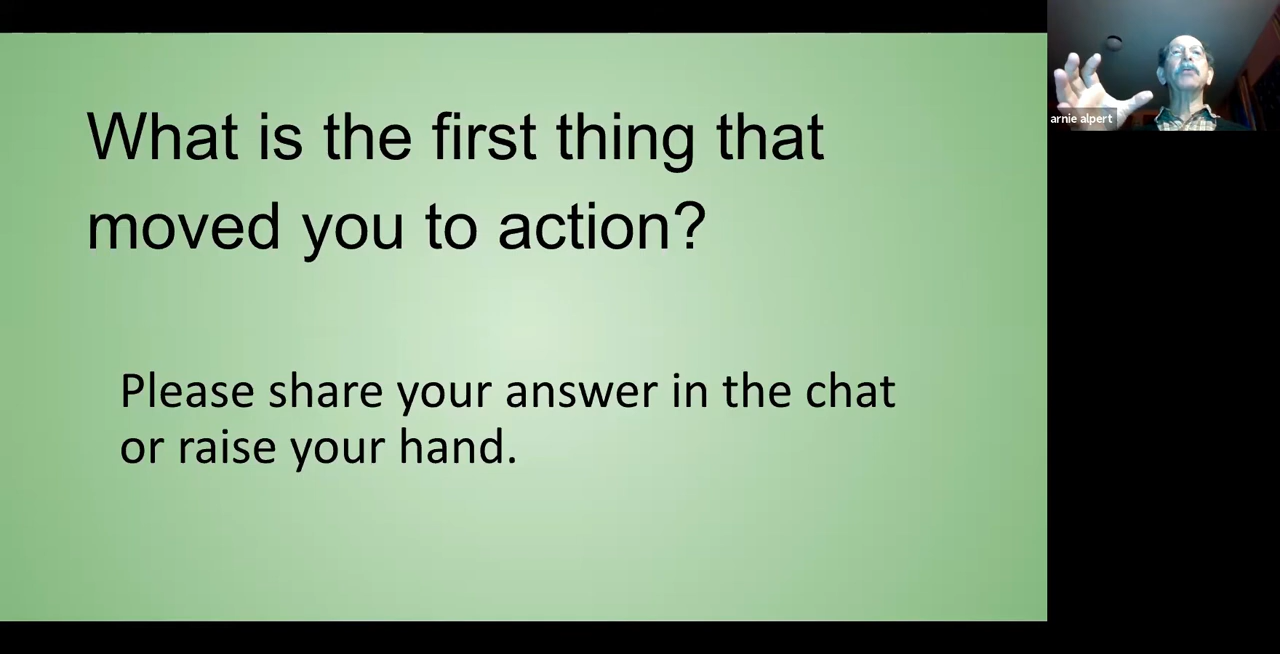 What is the first thing that
moved you to action?
Please share your answer in the chat
or raise your hand.
arnie alpert